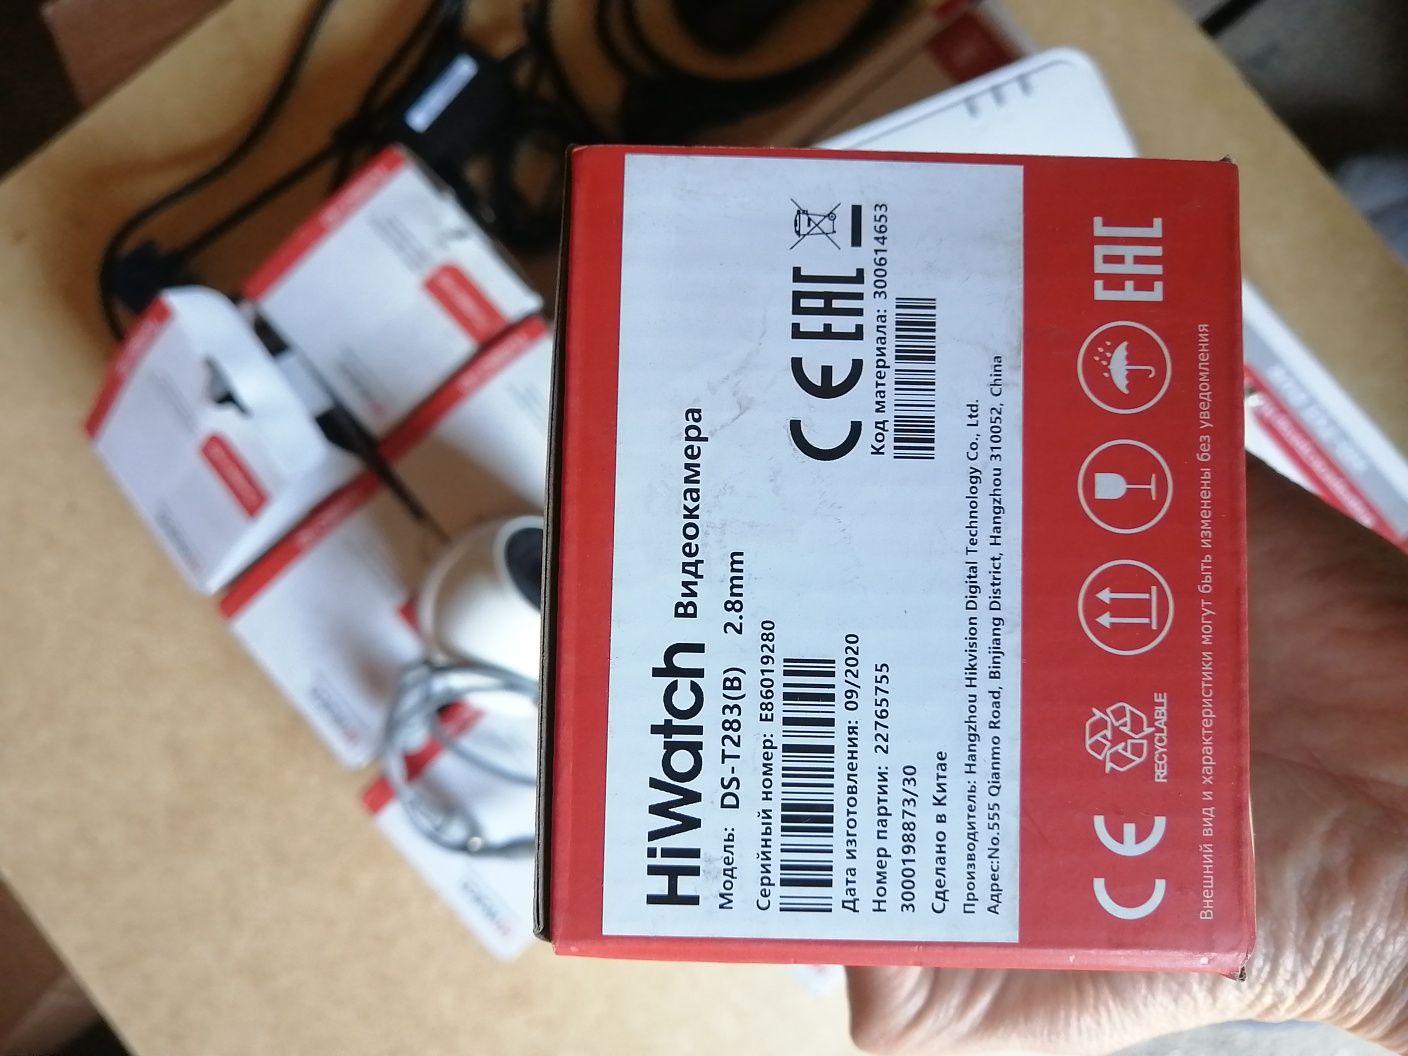 HiWatch Видеокамера
Модель: DS-T283(B) 2.8mm
Серийный номер: E86019280
Дата изготовления: 09/2020
Номер партии: 22765755
3000198873/30
Сделано в Китае
Производитель: Hangzhou Hikvision Digital Technology Co., Ltd.
Адрес:No.555 Qianmo Road, Binjiang District, Hangzhou 310052, China
CE EAC
Код материала: 300614653
CE
RECYCLABLE
EAC
Внешний вид и характеристики могут быть изменены без уведомления